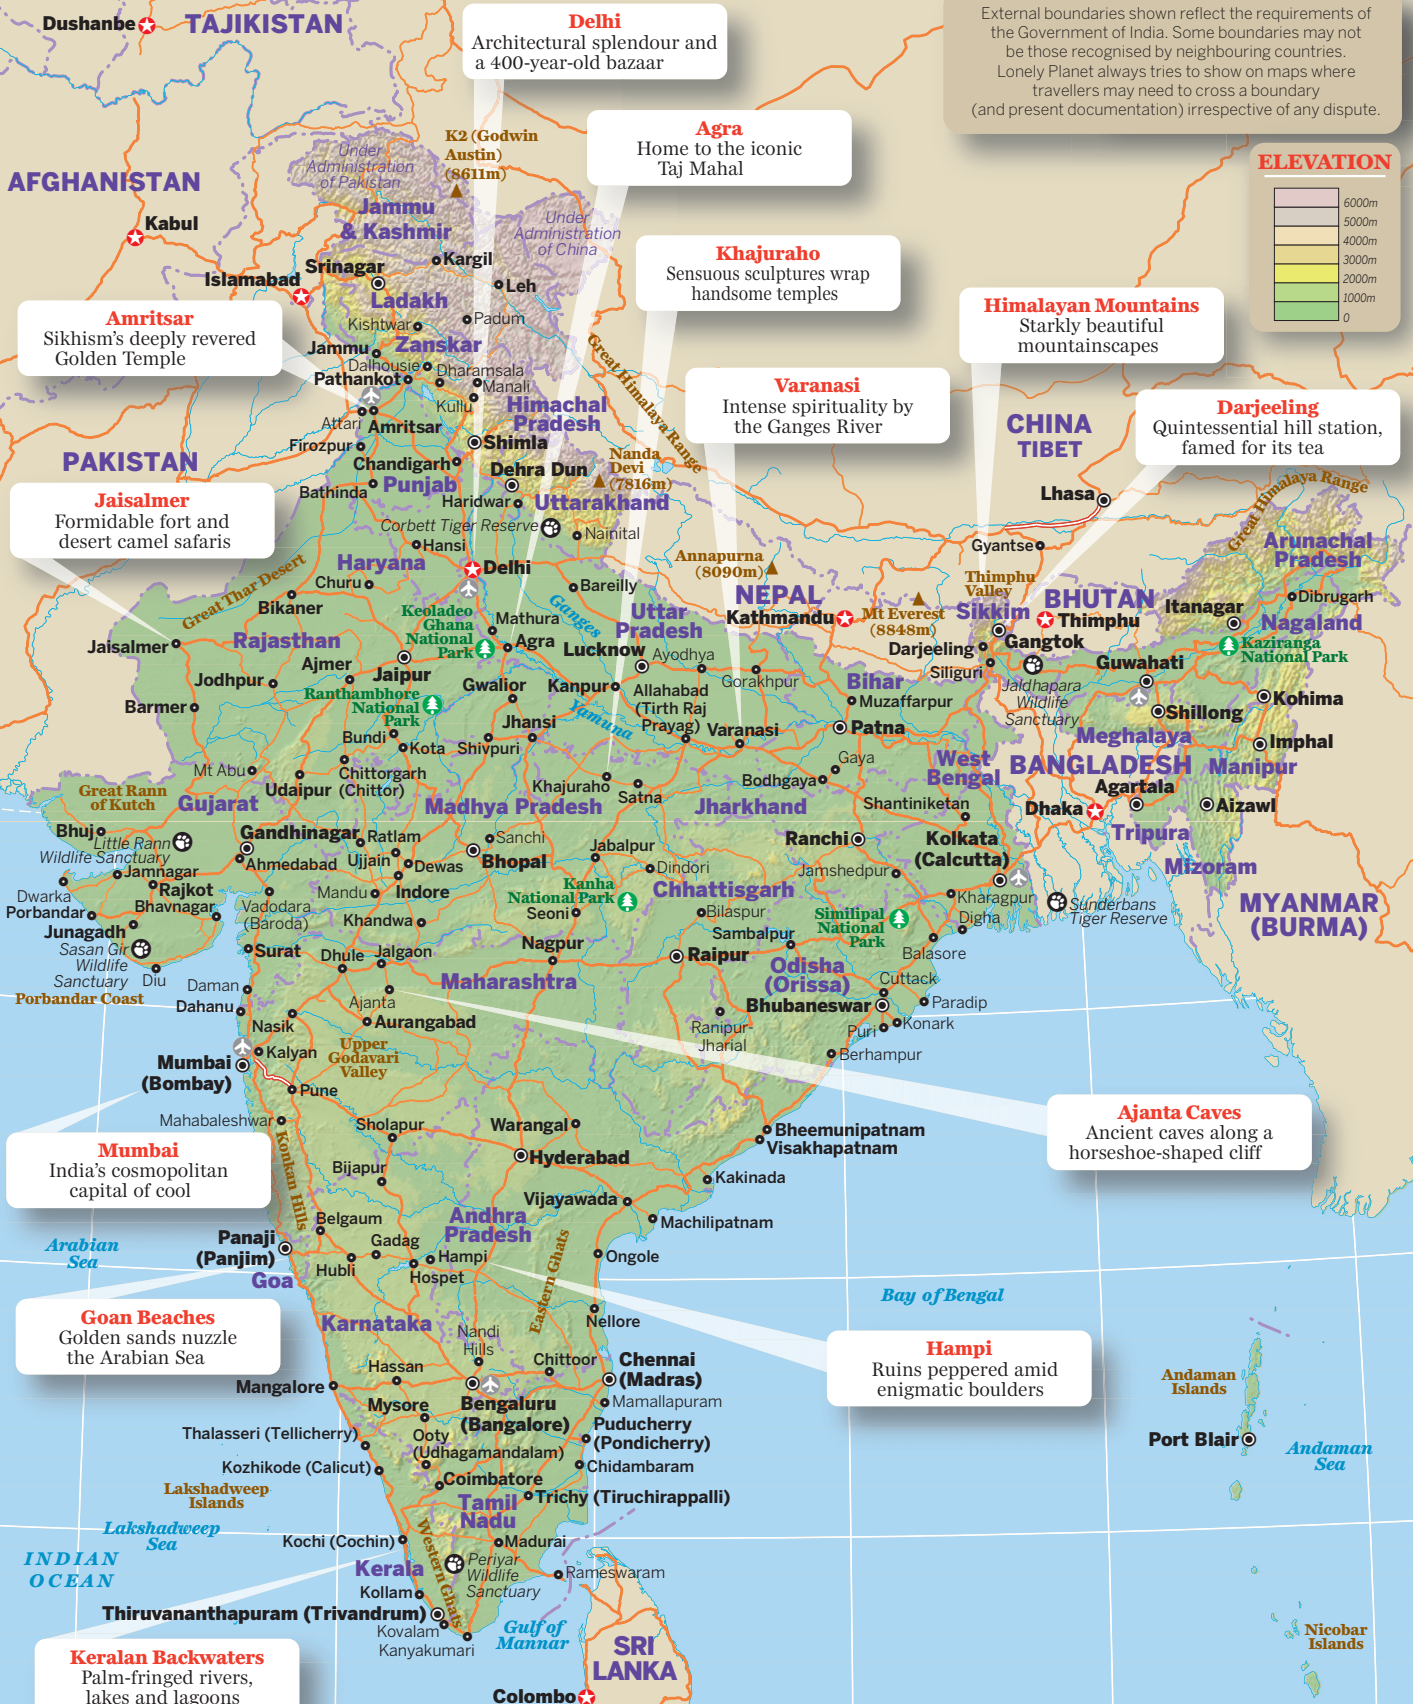 Dushanbe
TAJIKISTAN
Delhi
Architectural splendour and
a 400-year-old bazaar
External boundaries shown reflect the requirements of
the Government of India. Some boundaries may not
be those recognised by neighbouring countries.
Lonely Planet always tries to show on maps where
travellers may need to cross a boundary
(and present documentation) irrespective of any dispute.
Agra
Home to the iconic
Taj Mahal
K2 (Godwin
Austin)
(8611m)
Under
Administration
of Pakistan
ELEVATION
6000m
5000m
4000m
3000m
2000m
1000m
0
AFGHANISTAN
Kabul
Jammu
& Kashmir
Under
Administration
of China
Khajuraho
Sensuous sculptures wrap
handsome temples
Kargil
Srinagar
Islamabad
Leh
Ladakh
Himalayan Mountains
Starkly beautiful
mountainscapes
Amritsar
Sikhism's deeply revered
Golden Temple
Kishtwar
Padum
Zanskar
Jammu
Dalhousie
Dharamsala
Pathankot
Manali
Kullu
Great Himalaya Range
Varanasi
Intense spirituality by
the Ganges River
Darjeeling
Quintessential hill station,
famed for its tea
Himachal
Pradesh
Attari
Amritsar
CHINA
TIBET
Firozpur
Shimla
PAKISTAN
Chandigarh
Dehra Dun
Nanda
Devi
(7816m)
Punjab
Bathinda
Haridwar
Uttarakhand
Lhasa
Great Himalaya Range
Jaisalmer
Formidable fort and
desert camel safaris
Corbett Tiger Reserve
Nainital
Hansi
Gyantse
Arunachal
Pradesh
Haryana
Delhi
Annapurna
(8090m)
Great Thar Desert
Churu
Bareilly
Thimphu
Valley
NEPAL
BHUTAN
Dibrugarh
Bikaner
Keoladeo
Ghana
National
Park
Ganges
Uttar
Pradesh
Kathmandu
Mt Everest
(8848m)
Sikkim
Thimphu
Itanagar
Nagaland
Mathura
Rajasthan
Jaisalmer
Agra
Lucknow
Ayodhya
Gangtok
Darjeeling
Kaziranga
National Park
Ajmer
Jaipur
Siliguri
Guwahati
Jodhpur
Gwalior
Kanpur
Gorakhpur
Bihar
Jaldhapara
Wildlife
Sanctuary
Ranthambhore
National
Park
Allahabad
(Tirth Raj
Prayag)
Muzaffarpur
Kohima
Barmer
Yamuna
Shillong
Jhansi
Varanasi
Patna
Meghalaya
Bundi
Kota
Shivpuri
Imphal
Gaya
West
Bengal
BANGLADESH
Manipur
Mt Abu
Chittorgarh
(Chittor)
Udaipur
Khajuraho
Satna
Bodhgaya
Agartala
Great Rann
of Kutch
Gujarat
Madhya Pradesh
Jharkhand
Shantiniketan
Dhaka
Aizawl
Bhuj
Little Rann
Wildlife Sanctuary
Gandhinagar
Ratlam
Sanchi
Ranchi
Kolkata
(Calcutta)
Tripura
Ahmedabad
Ujjain
Dewas
Bhopal
Jabalpur
Mizoram
Jamnagar
Dindori
Jamshedpur
Dwarka
Rajkot
Mandu
Indore
Kanha
National Park
Chhattisgarh
Kharagpur
MYANMAR
(BURMA)
Porbandar
Bhavnagar
Vadodara
(Baroda)
Khandwa
Seoni
Bilaspur
Similipal
National
Park
Digha
Sunderbans
Tiger Reserve
Junagadh
Sambalpur
Sasan Gir
Wildlife
Sanctuary
Surat
Dhule
Jalgaon
Nagpur
Raipur
Balasore
Diu
Odisha
(Orissa)
Daman
Maharashtra
Cuttack
Porbandar Coast
Dahanu
Ajanta
Bhubaneswar
Paradip
Nasik
Aurangabad
Ranipur-
Jharial
Puri
Konark
Kalyan
Upper
Godavari
Valley
Berhampur
Mumbai
(Bombay)
Pune
Ajanta Caves
Ancient caves along a
horseshoe-shaped cliff
Mahabaleshwar
Sholapur
Warangal
Bheemunipatnam
Visakhapatnam
Mumbai
India's cosmopolitan
capital of cool
Konkan Hills
Hyderabad
Bijapur
Kakinada
Vijayawada
Belgaum
Andhra
Pradesh
Machilipatnam
Arabian
Sea
Panaji
(Panjim)
Gadag
Hampi
Eastern Ghats
Ongole
Hubli
Hospet
Goa
Bay of Bengal
Goan Beaches
Golden sands nuzzle
the Arabian Sea
Karnataka
Nellore
Nandi
Hills
Hampi
Ruins peppered amid
enigmatic boulders
Hassan
Chittoor
Chennai
(Madras)
Andaman
Islands
Mangalore
Mysore
Bengaluru
(Bangalore)
Mamallapuram
Thalasseri (Tellicherry)
Ooty
(Udhagamandalam)
Puducherry
(Pondicherry)
Port Blair
Andaman
Sea
Kozhikode (Calicut)
Chidambaram
Coimbatore
Lakshadweep
Islands
Tamil
Nadu
Trichy (Tiruchirappalli)
Lakshadweep
Sea
Kochi (Cochin)
Western Ghats
Madurai
INDIAN
OCEAN
Kerala
Periyar
Wildlife
Sanctuary
Rameswaram
Kollam
Thiruvananthapuram (Trivandrum)
Kovalam
Kanyakumari
Gulf of
Mannar
Nicobar
Islands
SRI
LANKA
Keralan Backwaters
Palm-fringed rivers,
lakes and lagoons
Colombo